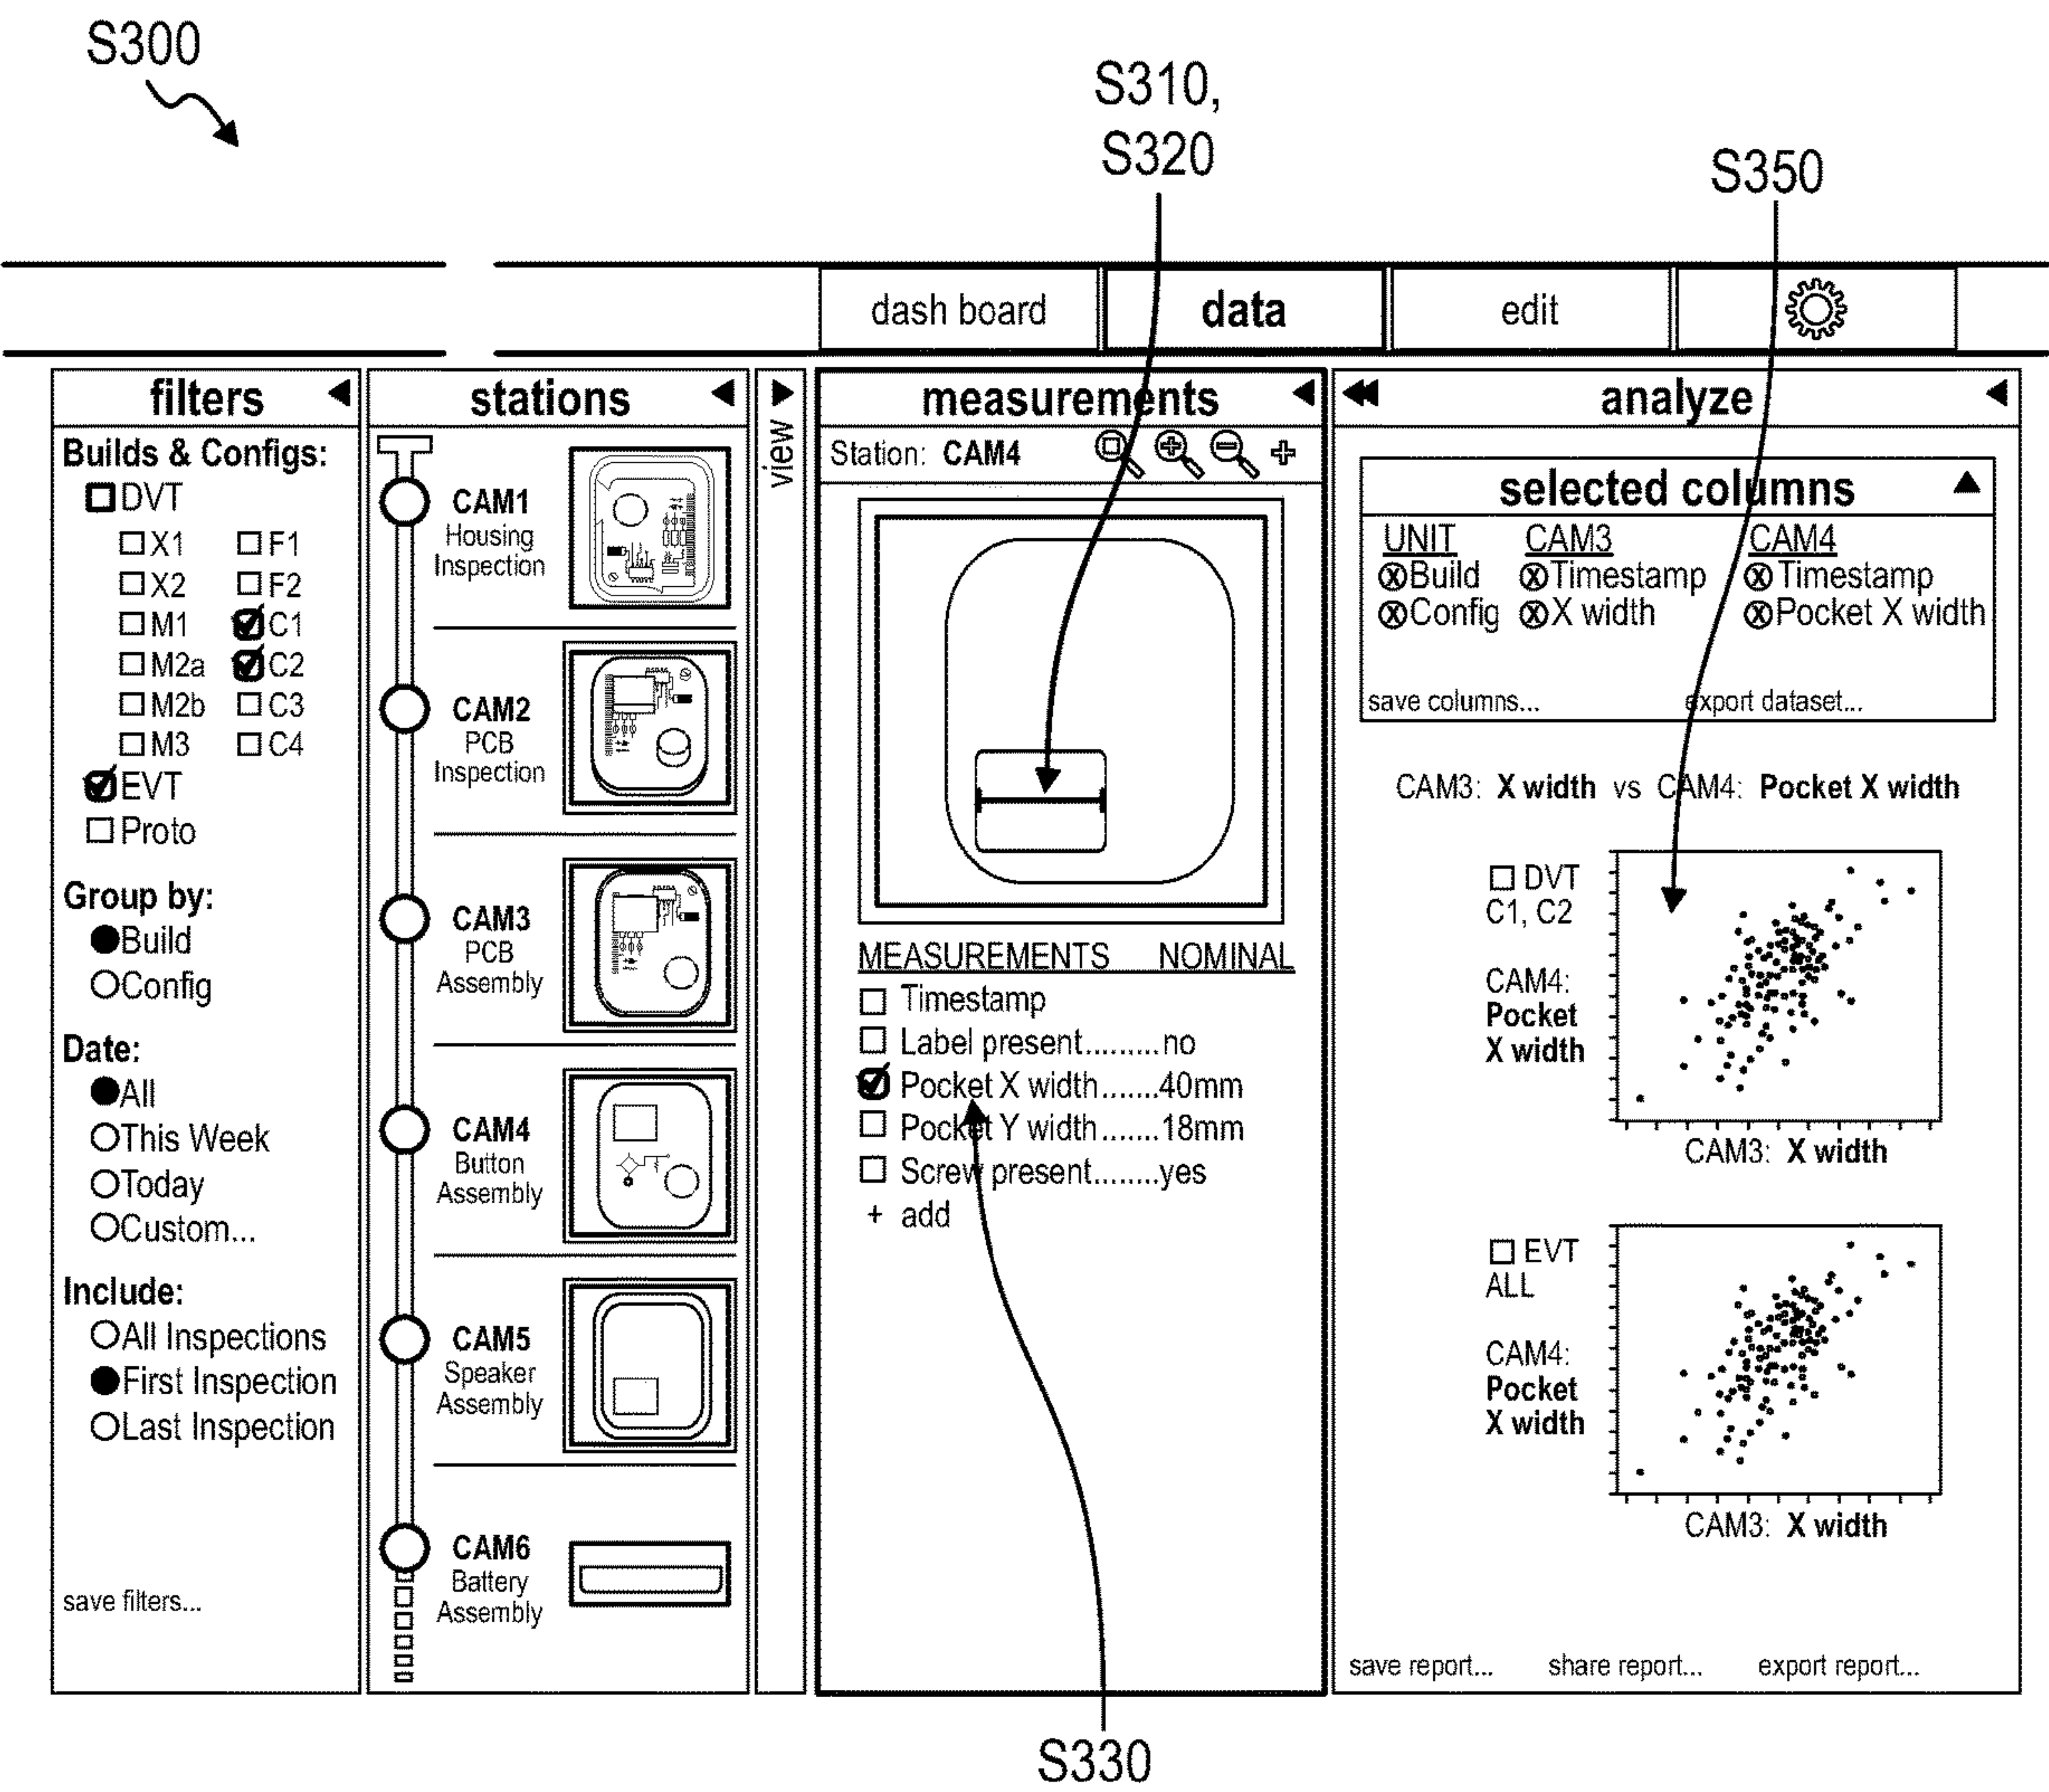 S300
S310,
S320
S350
dash board
data
edit
filters
Builds & Configs:
DVT
X1 F1
X2 F2
M1 C1
M2a C2
M2b C3
M3 C4
EVT
Proto
Group by:
Build
Config
Date:
All
This Week
Today
Custom...
Include:
All Inspections
First Inspection
Last Inspection
save filters...
stations
CAM1
Housing
Inspection
CAM2
PCB
Inspection
CAM3
PCB
Assembly
CAM4
Button
Assembly
CAM5
Speaker
Assembly
CAM6
Battery
Assembly
view
measurements
Station: CAM4
MEASUREMENTS NOMINAL
Timestamp
Label present.........no
Pocket X width.......40mm
Pocket Y width.......18mm
Screw present........yes
+ add
analyze
selected columns
UNIT CAM3 CAM4
Build Timestamp Timestamp
Config X width Pocket X width
save columns... export dataset...
CAM3: X width vs CAM4: Pocket X width
DVT
C1, C2
CAM4:
Pocket
X width
CAM3: X width
EVT
ALL
CAM4:
Pocket
X width
CAM3: X width
save report... share report... export report...
S330